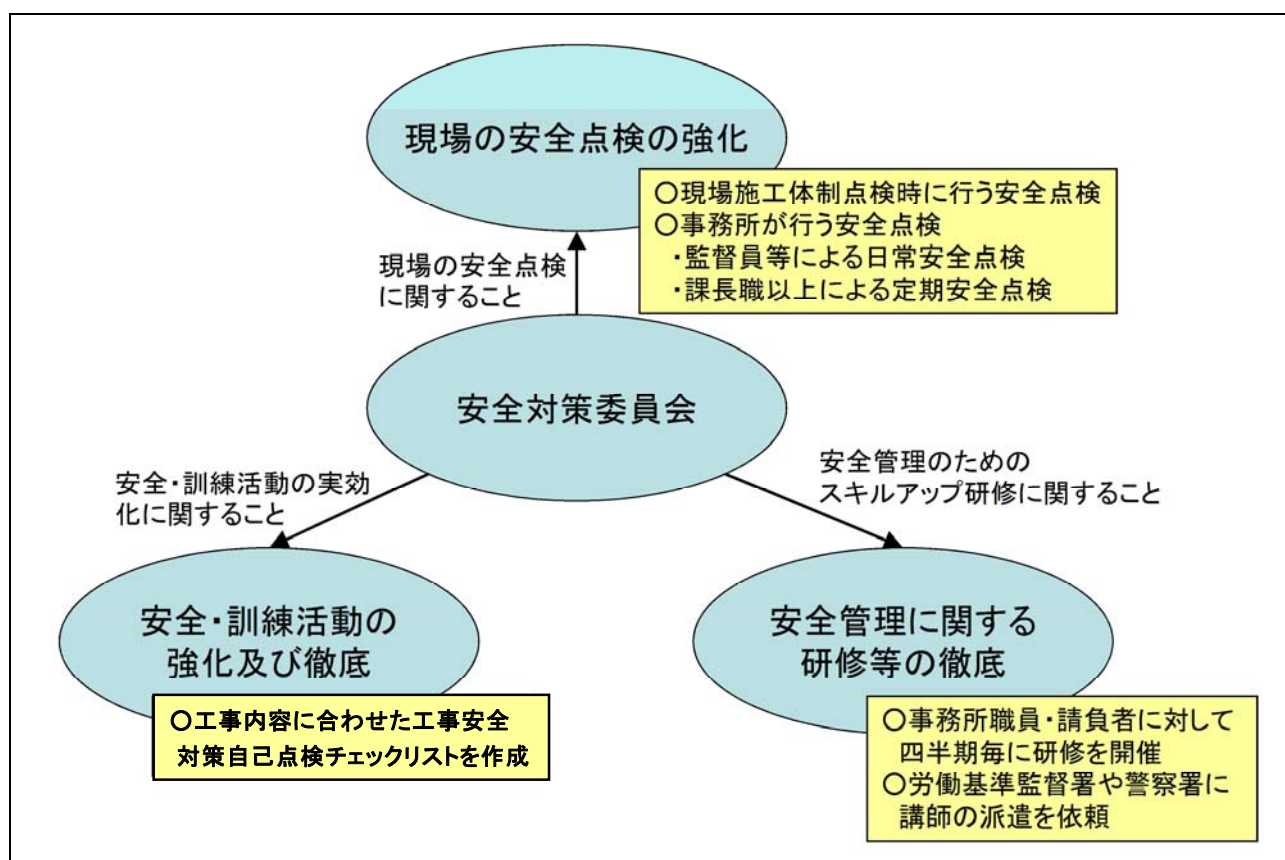 現場の安全点検の強化
〇現場施工体制点検時に行う安全点検
〇事務所が行う安全点検
・監督員等による日常安全点検
・課長職以上による定期安全点検
現場の安全点検
に関すること
安全対策委員会
安全・訓練活動の実効
化に関すること
安全管理のための
スキルアップ研修に関すること
安全・訓練活動の
強化及び徹底
〇工事内容に合わせた工事安全
対策自己点検チェックリストを作成
安全管理に関する
研修等の徹底
〇事務所職員・請負者に対して
四半期毎に研修を開催
〇労働基準監督署や警察署に
講師の派遣を依頼